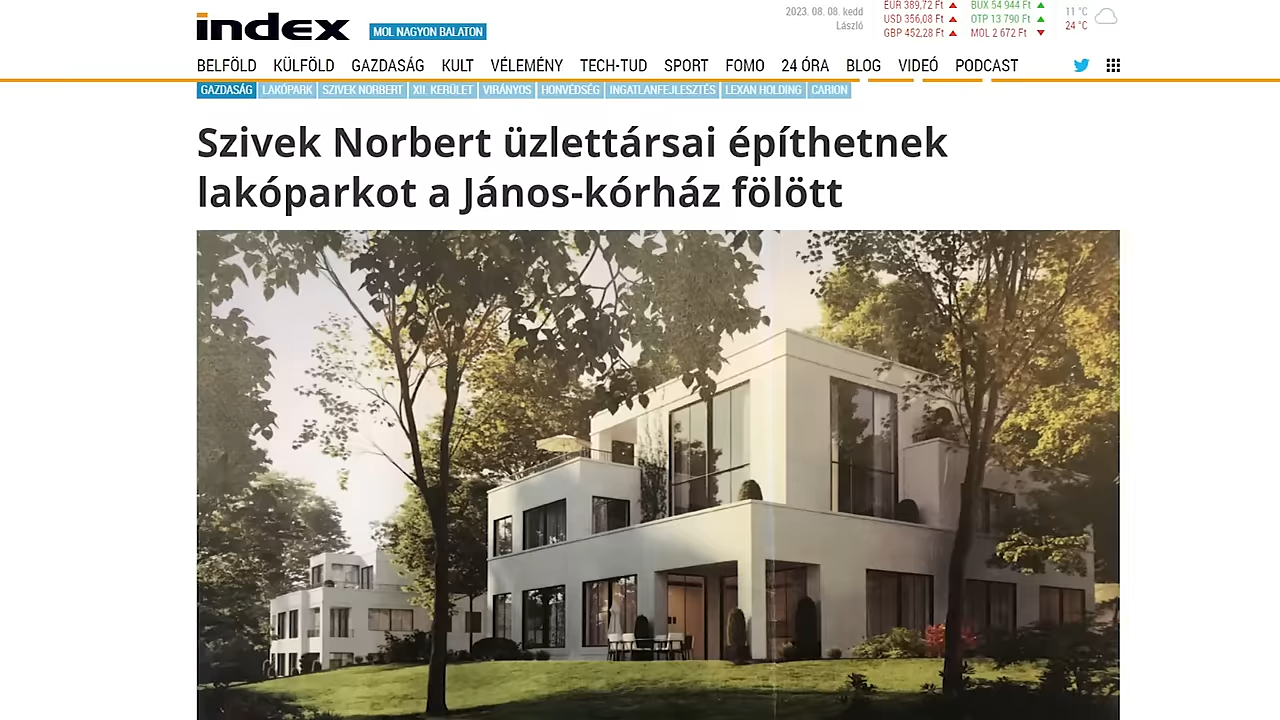 index
MOL NAGYON BALATON
2023. 08. 08. kedd
László
EUR 389,72 Ft
USD 356,08 Ft
GBP 452,28 Ft
BUX 54 944 Ft
OTP 13 790 Ft
MOL 2 672 Ft
11 °C
24 °C
BELFÖLD KÜLFÖLD GAZDASÁG KULT VÉLEMÉNY TECH-TUD SPORT FOMO 24 ÓRA BLOG VIDEÓ PODCAST
GAZDASÁG LAKÓPARK SZIVEK NORBERT XII. KERÜLET VIRÁNYOS HONVÉDSÉG INGATLANFEJLESZTÉS LEXAN HOLDING CARION
Szivek Norbert üzlettársai építhetnek
lakóparkot a János-kórház fölött